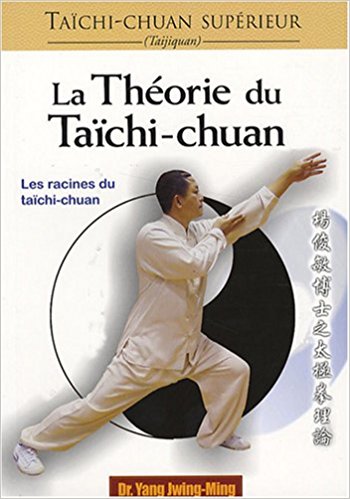 TAÏCHI-CHUAN SUPÉRIEUR
(Taijiquan)
La Théorie du
Taïchi-chuan
Les racines du
taïchi-chuan
楊俊敏博士之太極拳理論
Dr. Yang Jwing-Ming